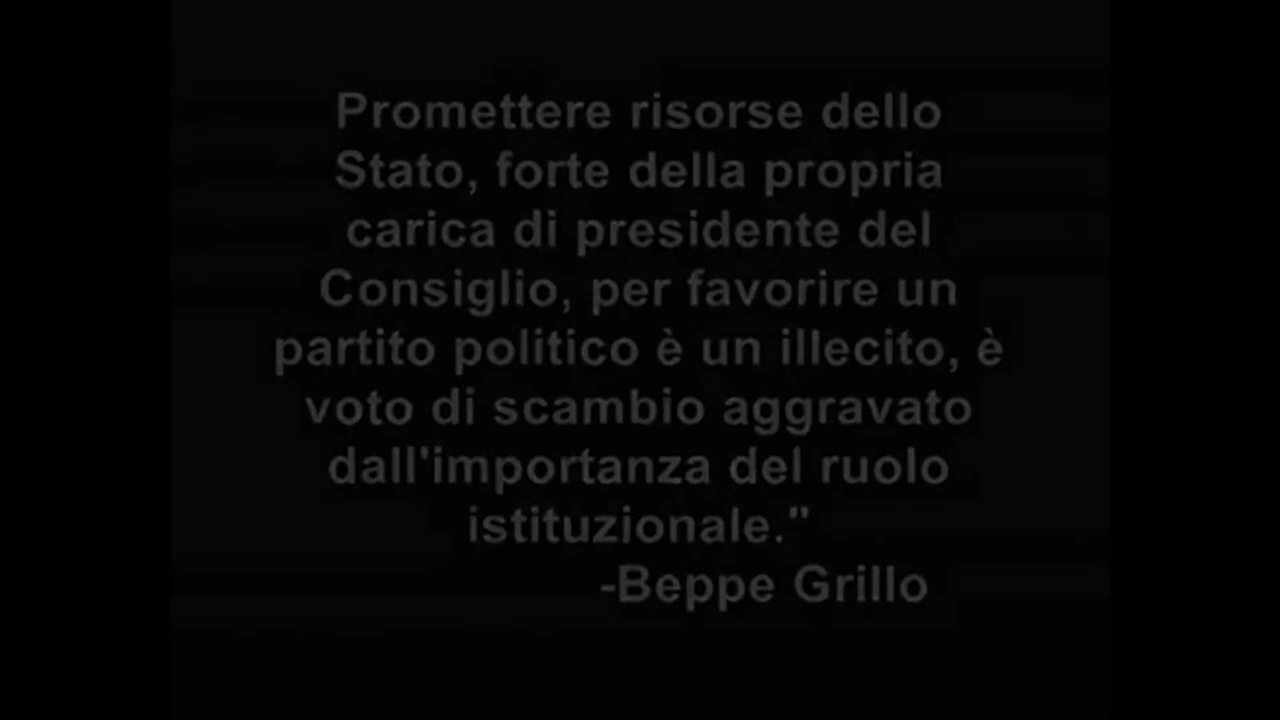 Promettere risorse dello
Stato, forte della propria
carica di presidente del
Consiglio, per favorire un
partito politico è un illecito, è
voto di scambio aggravato
dall'importanza del ruolo
istituzionale."
-Beppe Grillo